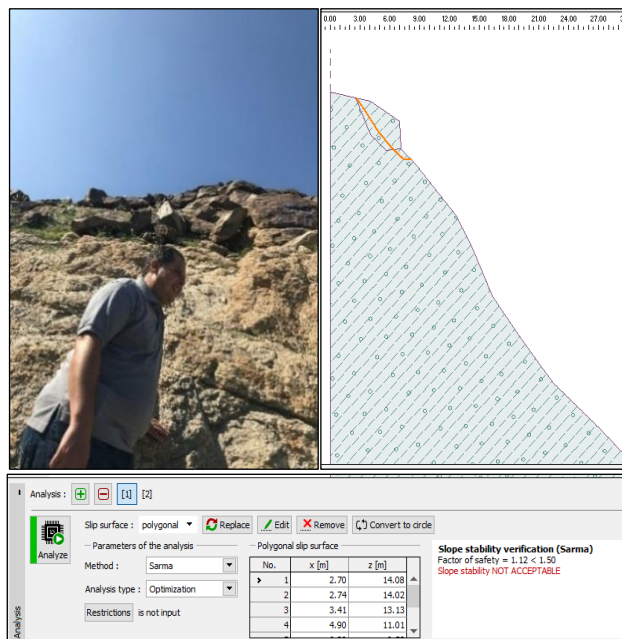 0.00 3.00 6.00 9.00 12.00 15.00 18.00 21.00 24.00 27.00
Analysis : [1] [2]
Analyze
Slip surface : polygonal Replace Edit Remove Convert to circle
Parameters of the analysis
Method : Sarma
Analysis type : Optimization
Restrictions is not input
Polygonal slip surface
No. x [m] z [m]
> 1 2.70 14.08
2 2.74 14.02
3 3.41 13.13
4 4.90 11.01
Slope stability verification (Sarma)
Factor of safety = 1.12 < 1.50
Slope stability NOT ACCEPTABLE
Analysis